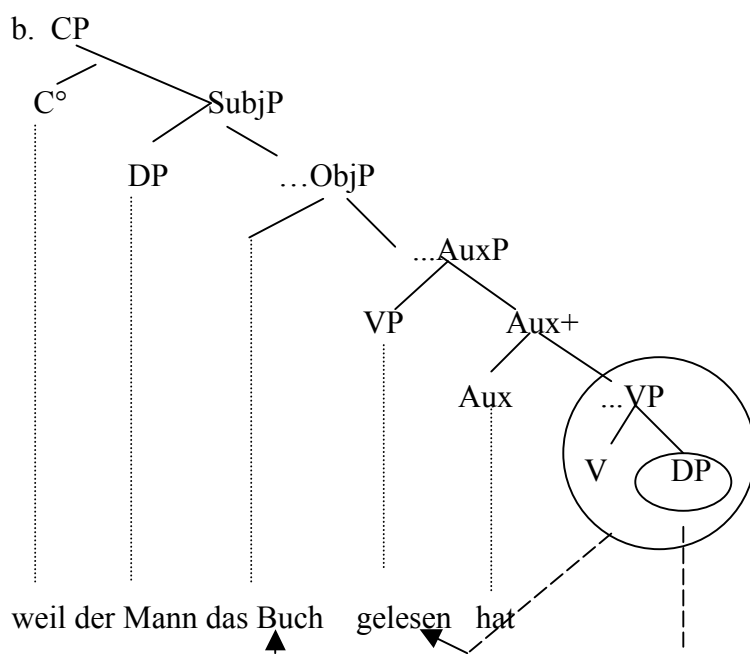 b. CP
C° SubjP
DP …ObjP
...AuxP
VP Aux+
Aux ...VP
V DP
weil der Mann das Buch gelesen hat